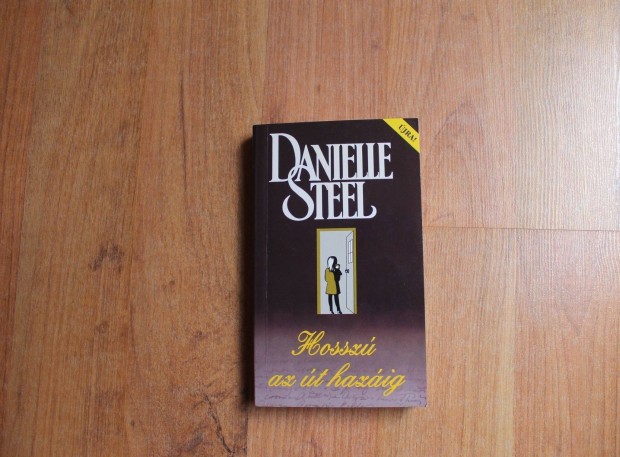 ÚJRA!
DANIELLE
STEEL
Hosszú
az út hazáig